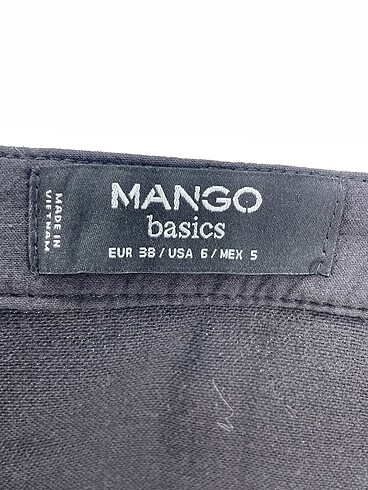 MANGO
basics
EUR 38 / USA 6 / MEX 5
MADE IN
VIETNAM